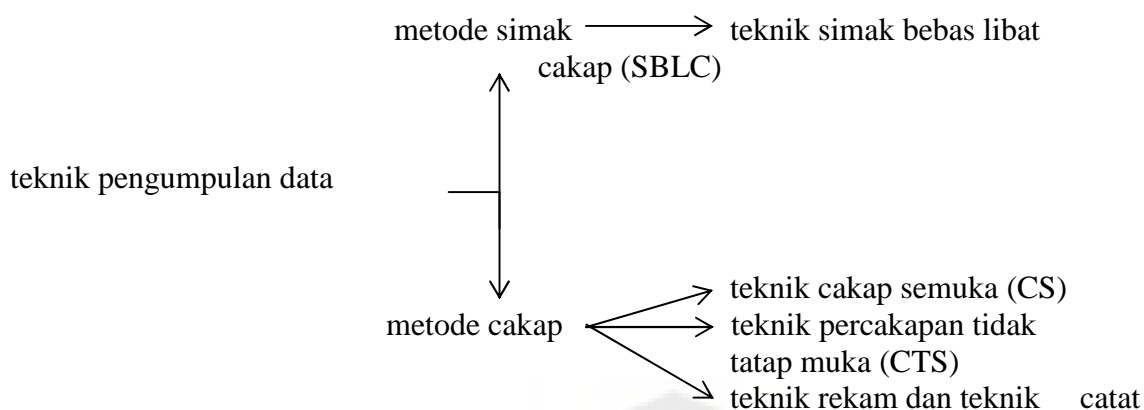 metode simak teknik simak bebas libat
cakap (SBLC)
teknik pengumpulan data
teknik cakap semuka (CS)
metode cakap teknik percakapan tidak
tatap muka (CTS)
teknik rekam dan teknik catat